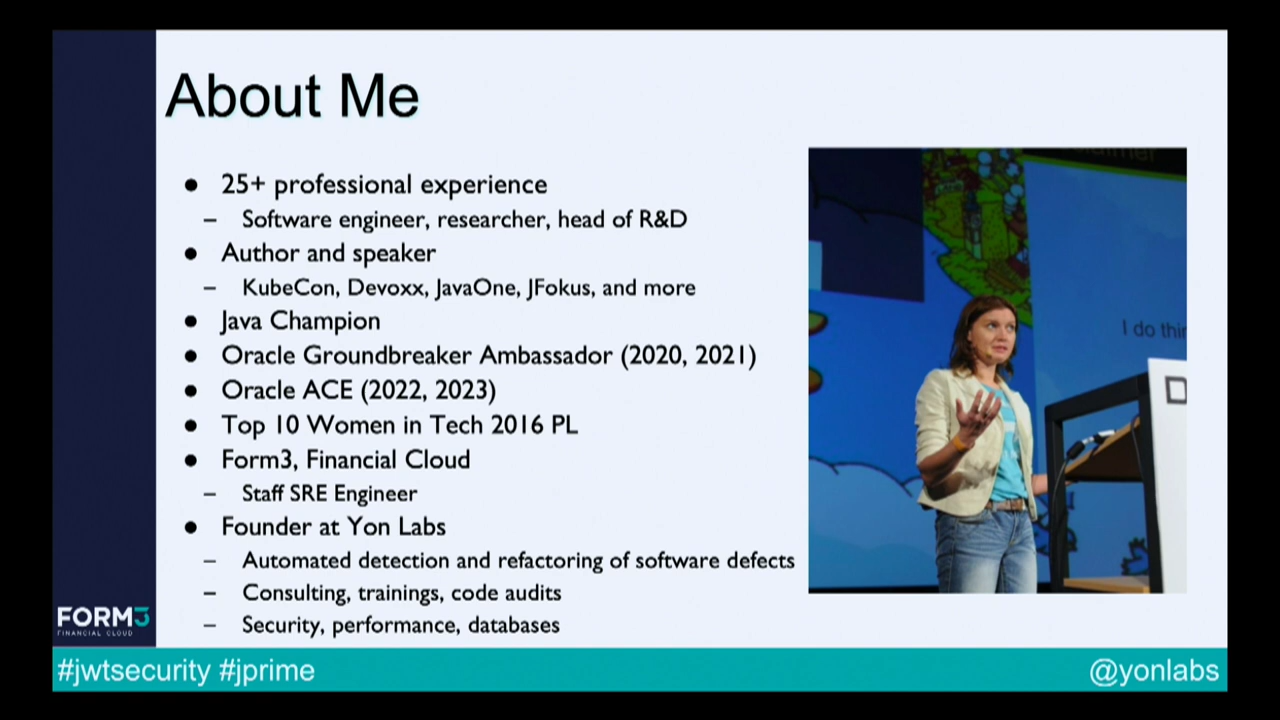 About Me
● 25+ professional experience
– Software engineer, researcher, head of R&D
● Author and speaker
– KubeCon, Devoxx, JavaOne, JFokus, and more
● Java Champion
● Oracle Groundbreaker Ambassador (2020, 2021)
● Oracle ACE (2022, 2023)
● Top 10 Women in Tech 2016 PL
● Form3, Financial Cloud
– Staff SRE Engineer
● Founder at Yon Labs
– Automated detection and refactoring of software defects
– Consulting, trainings, code audits
– Security, performance, databases
I do thi
D
FORM3
FINANCIAL CLOUD
#jwtsecurity #jprime
@yonlabs